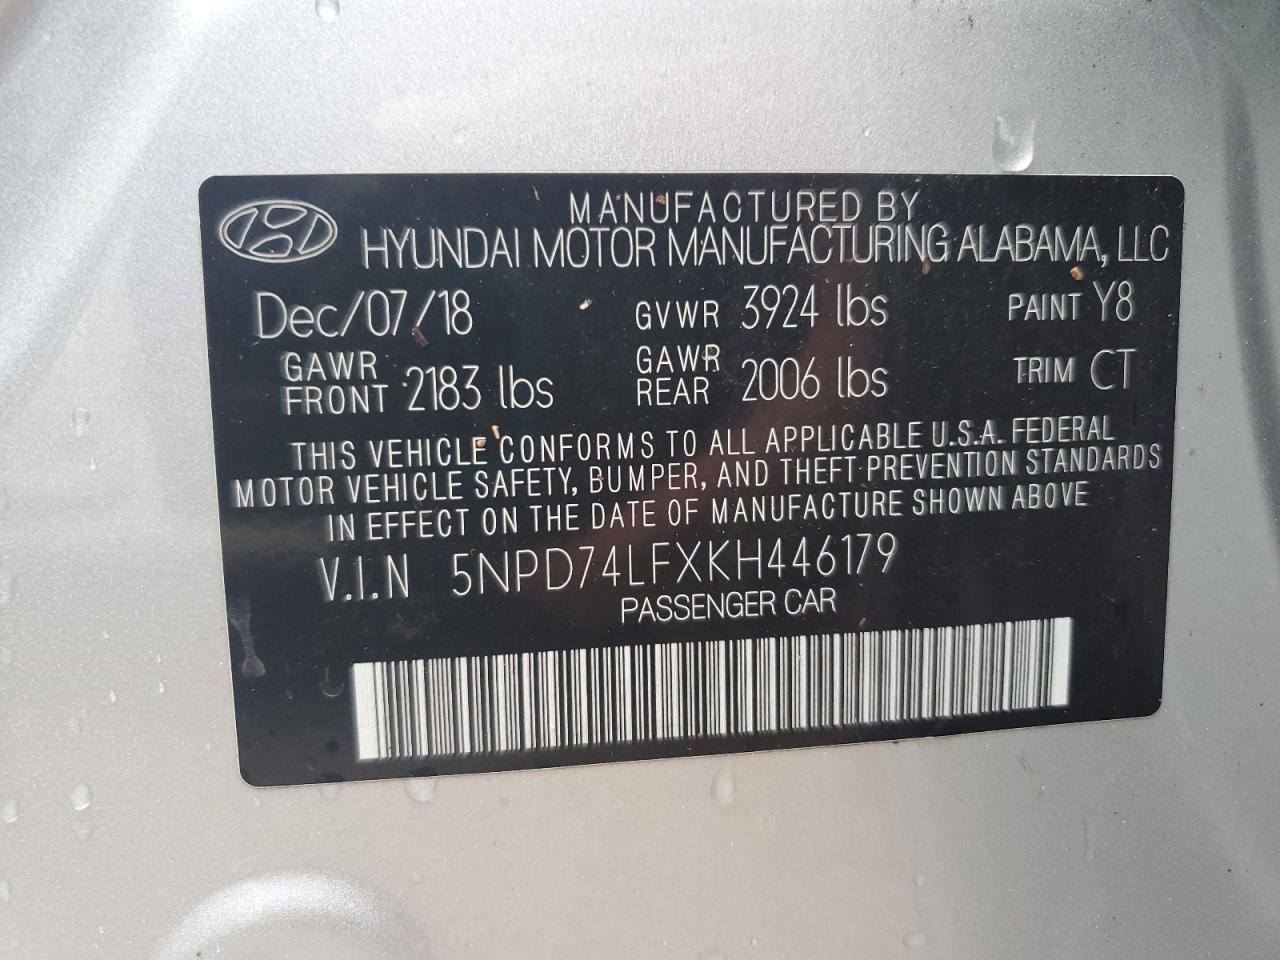 MANUFACTURED BY
HYUNDAI MOTOR MANUFACTURING ALABAMA, LLC
Dec/07/18 GVWR 3924 lbs PAINT Y8
GAWR FRONT 2183 lbs GAWR REAR 2006 lbs TRIM CT
THIS VEHICLE CONFORMS TO ALL APPLICABLE U.S.A. FEDERAL
MOTOR VEHICLE SAFETY, BUMPER, AND THEFT PREVENTION STANDARDS
IN EFFECT ON THE DATE OF MANUFACTURE SHOWN ABOVE
V.I.N 5NPD74LFXKH446179
PASSENGER CAR